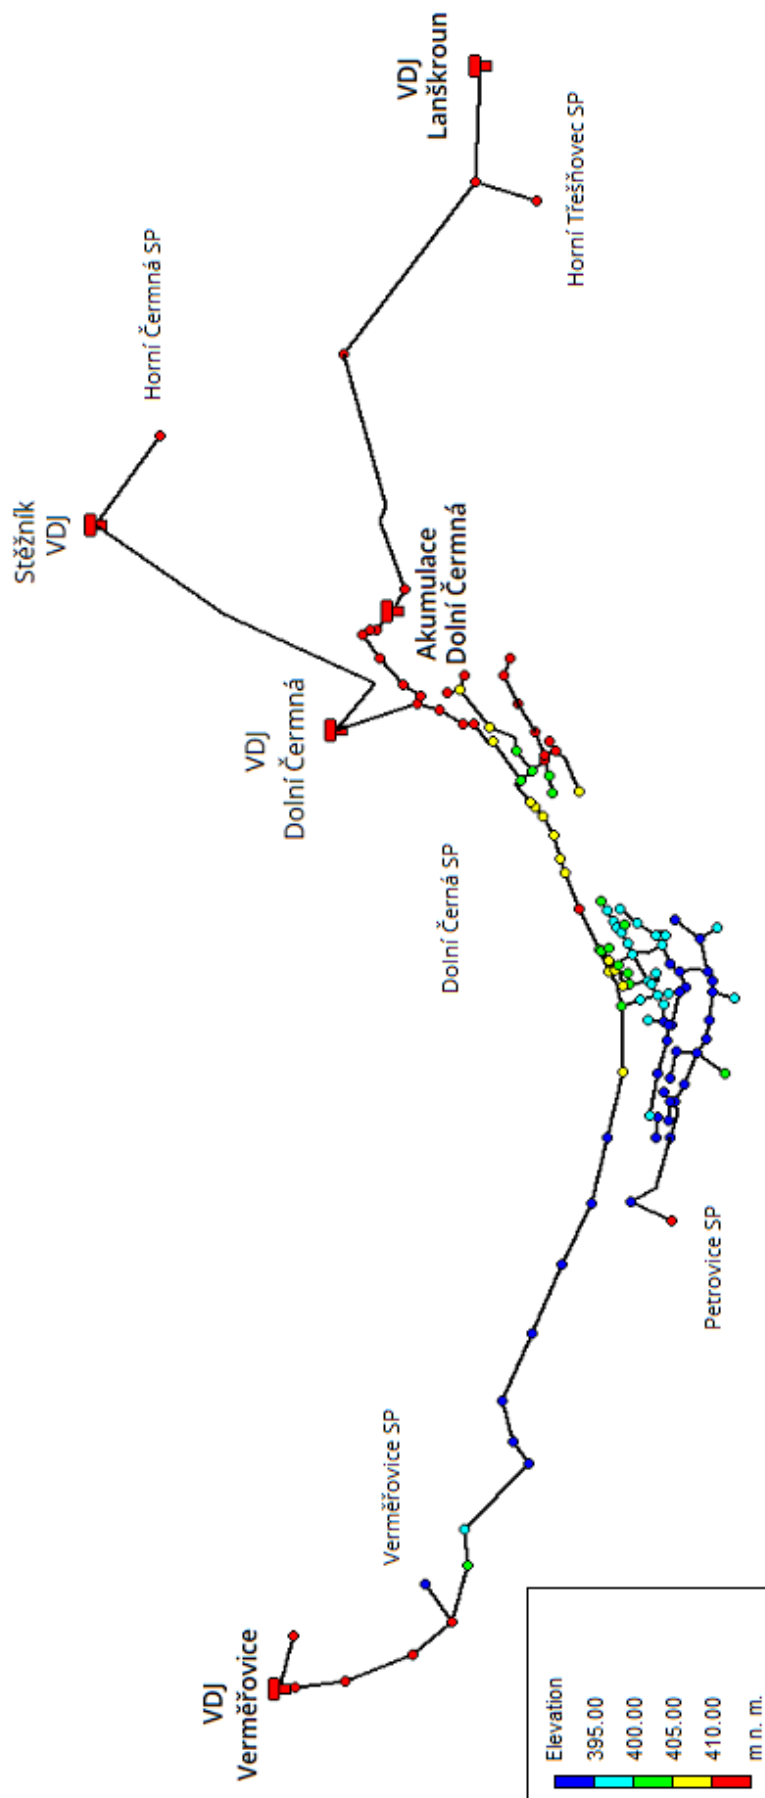 VDJ
Lanškroun
Horní Třešňovec SP
Horní Čermná SP
Stěžník
VDJ
Akumulace
Dolní Čermná
VDJ
Dolní Čermná
Dolní Černá SP
Petrovice SP
Verměřovice SP
VDJ
Verměřovice
Elevation
395.00
400.00
405.00
410.00
m n. m.